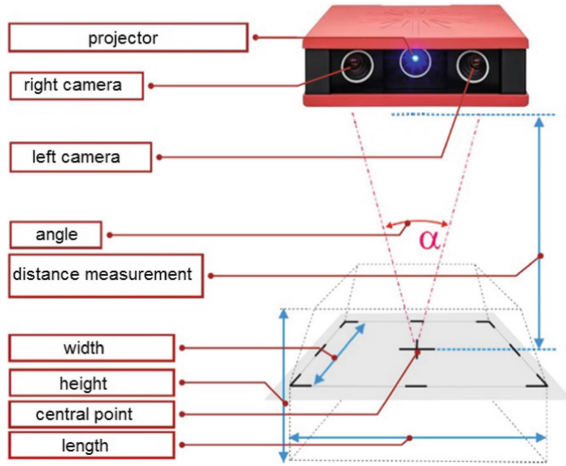 projector
right camera
left camera
angle
α
distance measurement
width
height
central point
length